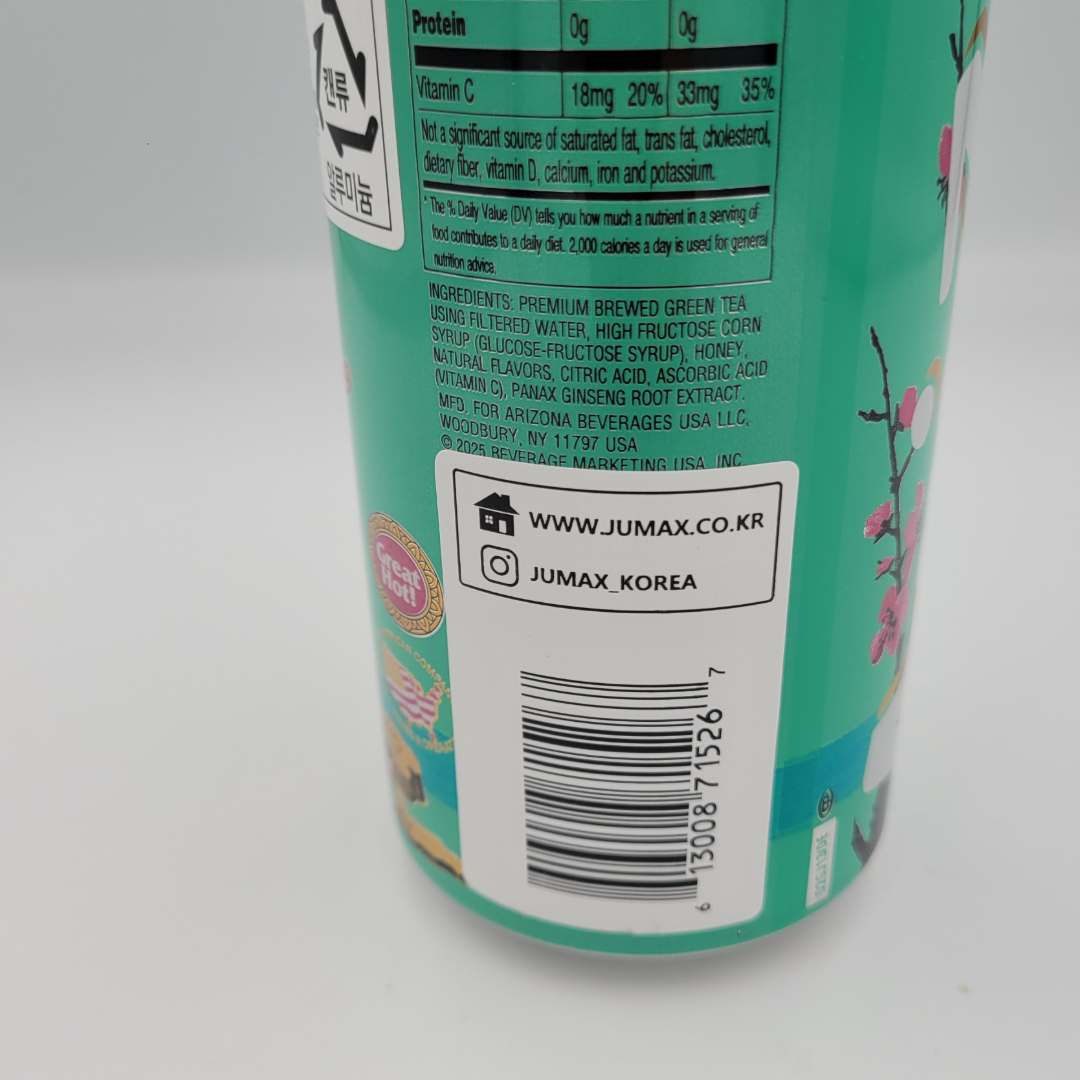 Protein 0g 0g
Vitamin C 18mg 20% 33mg 35%
Not a significant source of saturated fat, trans fat, cholesterol,
dietary fiber, vitamin D, calcium, iron and potassium.
* The % Daily Value (DV) tells you how much a nutrient in a serving of
food contributes to a daily diet. 2,000 calories a day is used for general
nutrition advice.
INGREDIENTS: PREMIUM BREWED GREEN TEA
USING FILTERED WATER, HIGH FRUCTOSE CORN
SYRUP (GLUCOSE-FRUCTOSE SYRUP), HONEY,
NATURAL FLAVORS, CITRIC ACID, ASCORBIC ACID
(VITAMIN C), PANAX GINSENG ROOT EXTRACT.
MFD. FOR ARIZONA BEVERAGES USA LLC,
WOODBURY, NY 11797 USA
© 2025 BEVERAGE MARKETING USA, INC.
캔류
알루미늄
WWW.JUMAX.CO.KR
JUMAX_KOREA
Great
Hot!
6 13008 71526 7
B